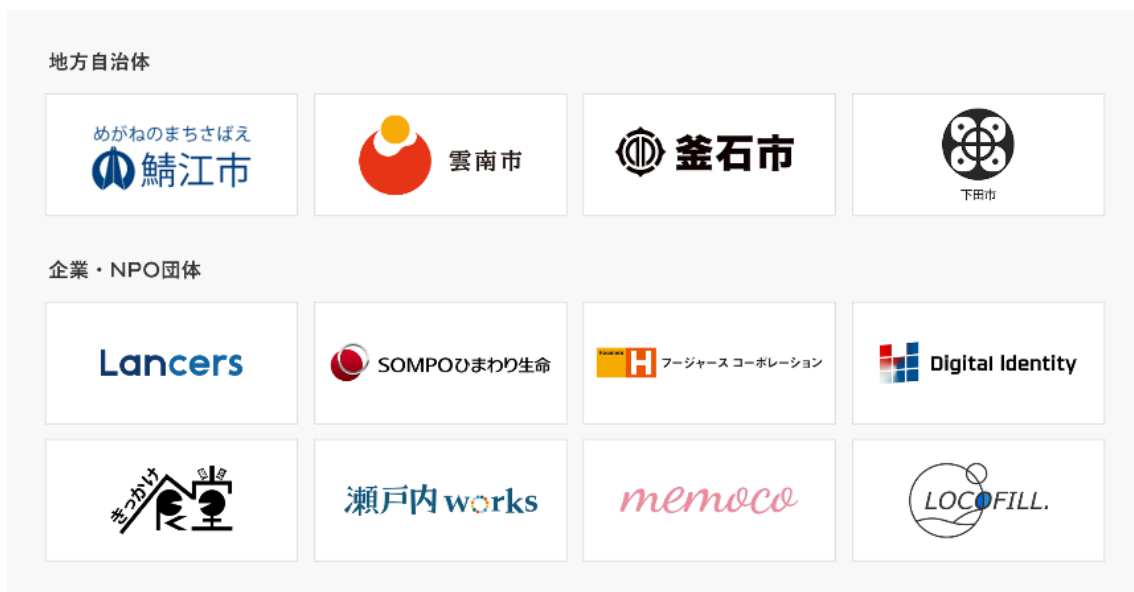 地方自治体
めがねのまちさばえ
鯖江市
雲南市
釜石市
下田市
企業・NPO団体
Lancers
SOMPOひまわり生命
H フージャース コーポレーション
Digital Identity
きっかけ食堂
瀬戸内works
memoco
LOCOFILL.